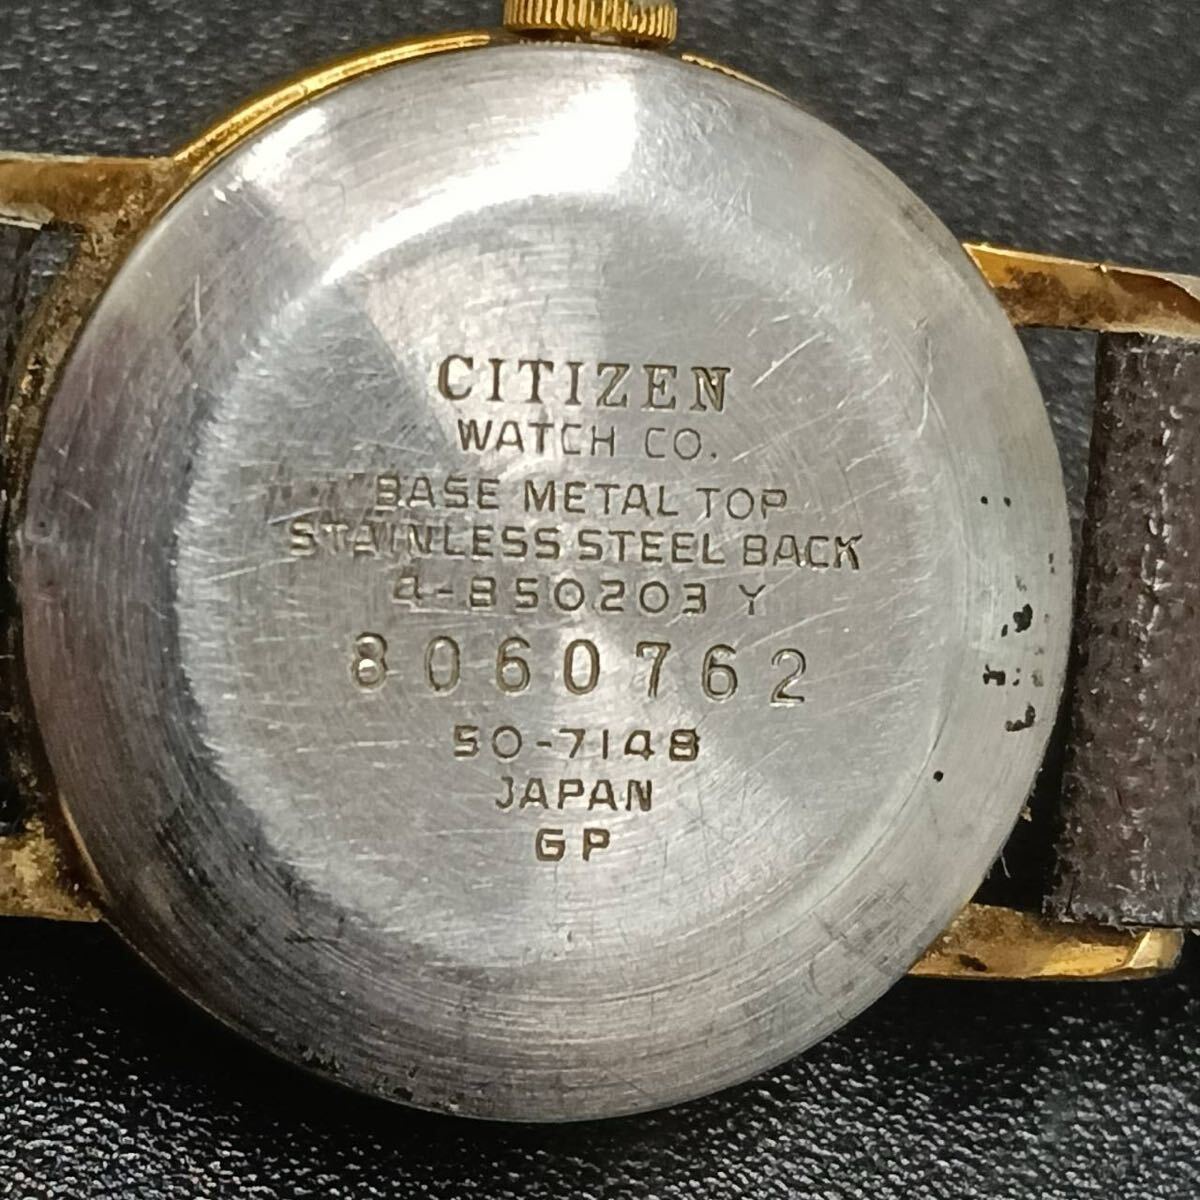 CITIZEN
WATCH CO.
BASE METAL TOP
STAINLESS STEEL BACK
4-850203 Y
8060762
50-7148
JAPAN
GP